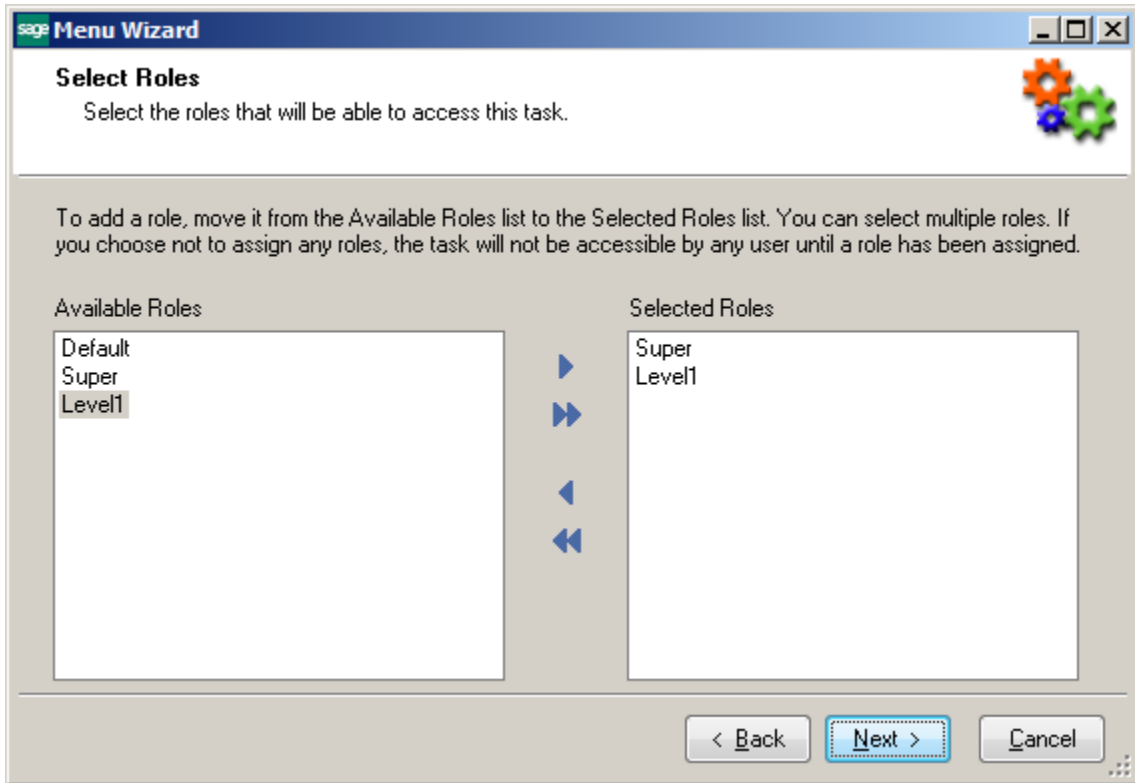 sage Menu Wizard
Select Roles
Select the roles that will be able to access this task.
To add a role, move it from the Available Roles list to the Selected Roles list. You can select multiple roles. If
you choose not to assign any roles, the task will not be accessible by any user until a role has been assigned.
Available Roles
Default
Super
Level1
Selected Roles
Super
Level1
< Back
Next >
Cancel